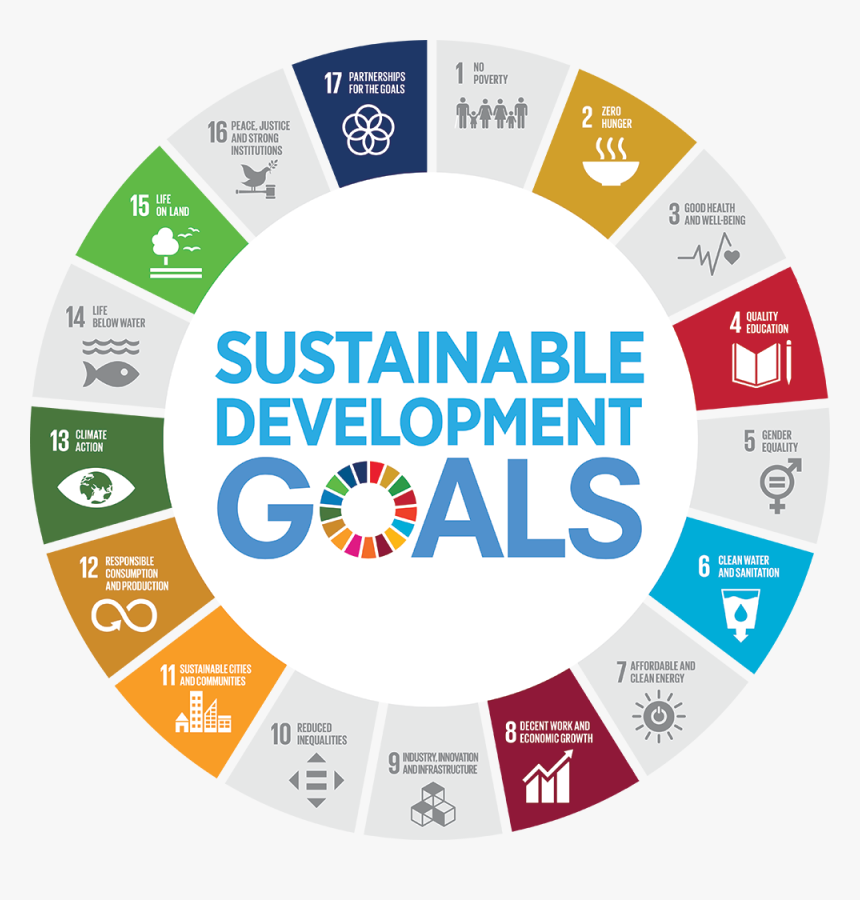 1 NO
POVERTY
2 ZERO
HUNGER
3 GOOD HEALTH
AND WELL-BEING
4 QUALITY
EDUCATION
5 GENDER
EQUALITY
6 CLEAN WATER
AND SANITATION
7 AFFORDABLE AND
CLEAN ENERGY
8 DECENT WORK AND
ECONOMIC GROWTH
9 INDUSTRY, INNOVATION
AND INFRASTRUCTURE
10 REDUCED
INEQUALITIES
11 SUSTAINABLE CITIES
AND COMMUNITIES
12 RESPONSIBLE
CONSUMPTION
AND PRODUCTION
13 CLIMATE
ACTION
14 LIFE
BELOW WATER
15 LIFE
ON LAND
16 PEACE, JUSTICE
AND STRONG
INSTITUTIONS
17 PARTNERSHIPS
FOR THE GOALS
SUSTAINABLE
DEVELOPMENT
GOALS